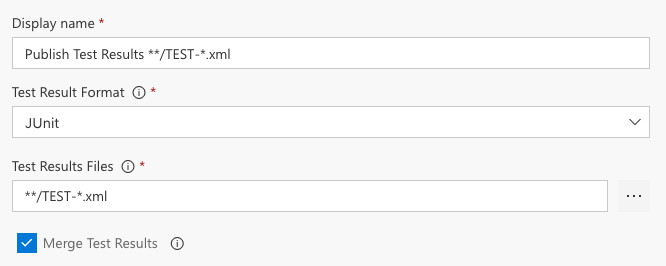 Display name *
Publish Test Results **/TEST-*.xml
Test Result Format *
JUnit
Test Results Files *
**/TEST-*.xml
...
Merge Test Results